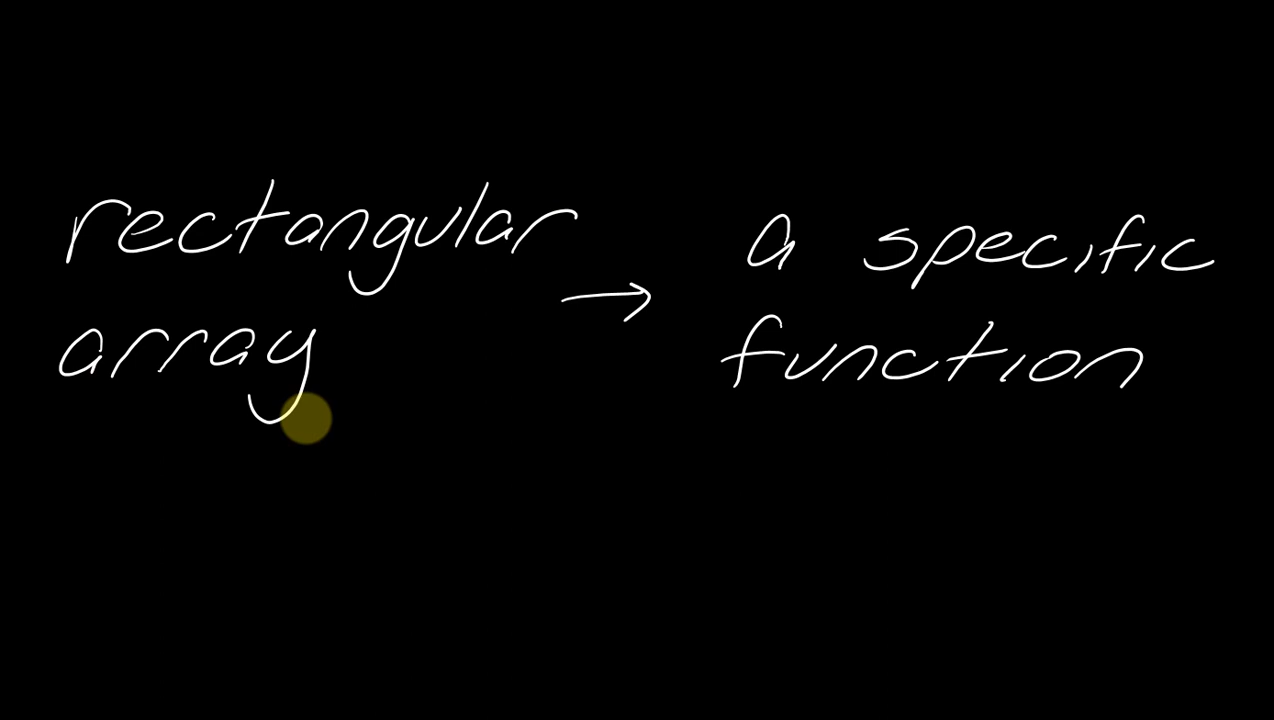 rectangular
array
→
a specific
function